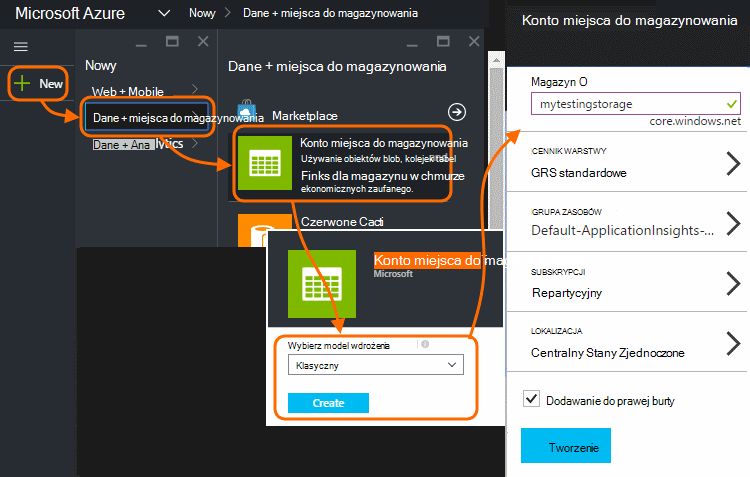 Microsoft Azure
Nowy
Dane + miejsca do magazynowania
New
Nowy
Web + Mobile
Dane + miejsca do magazynowania
Dane + Ana lytics
Dane + miejsca do magazynowania
Marketplace
Konto miejsca do magazynowania
Używanie obiektów blob, kolejek tabel
Finks dla magazynu w chmurze
ekonomicznych zaufanego.
Czerwone Cacti
Konto miejsca do mag
Microsoft
Wybierz model wdrożenia
Klasyczny
Create
Konto miejsca do magazynowania
Magazyn O
mytestingstorage
core.windows.net
CENNIK WARSTWY
GRS standardowe
GRUPA ZASOBÓW
Default-ApplicationInsights-...
SUBSKRYPCJI
Repartycyjny
LOKALIZACJA
Centralny Stany Zjednoczone
Dodawanie do prawej burty
Tworzenie